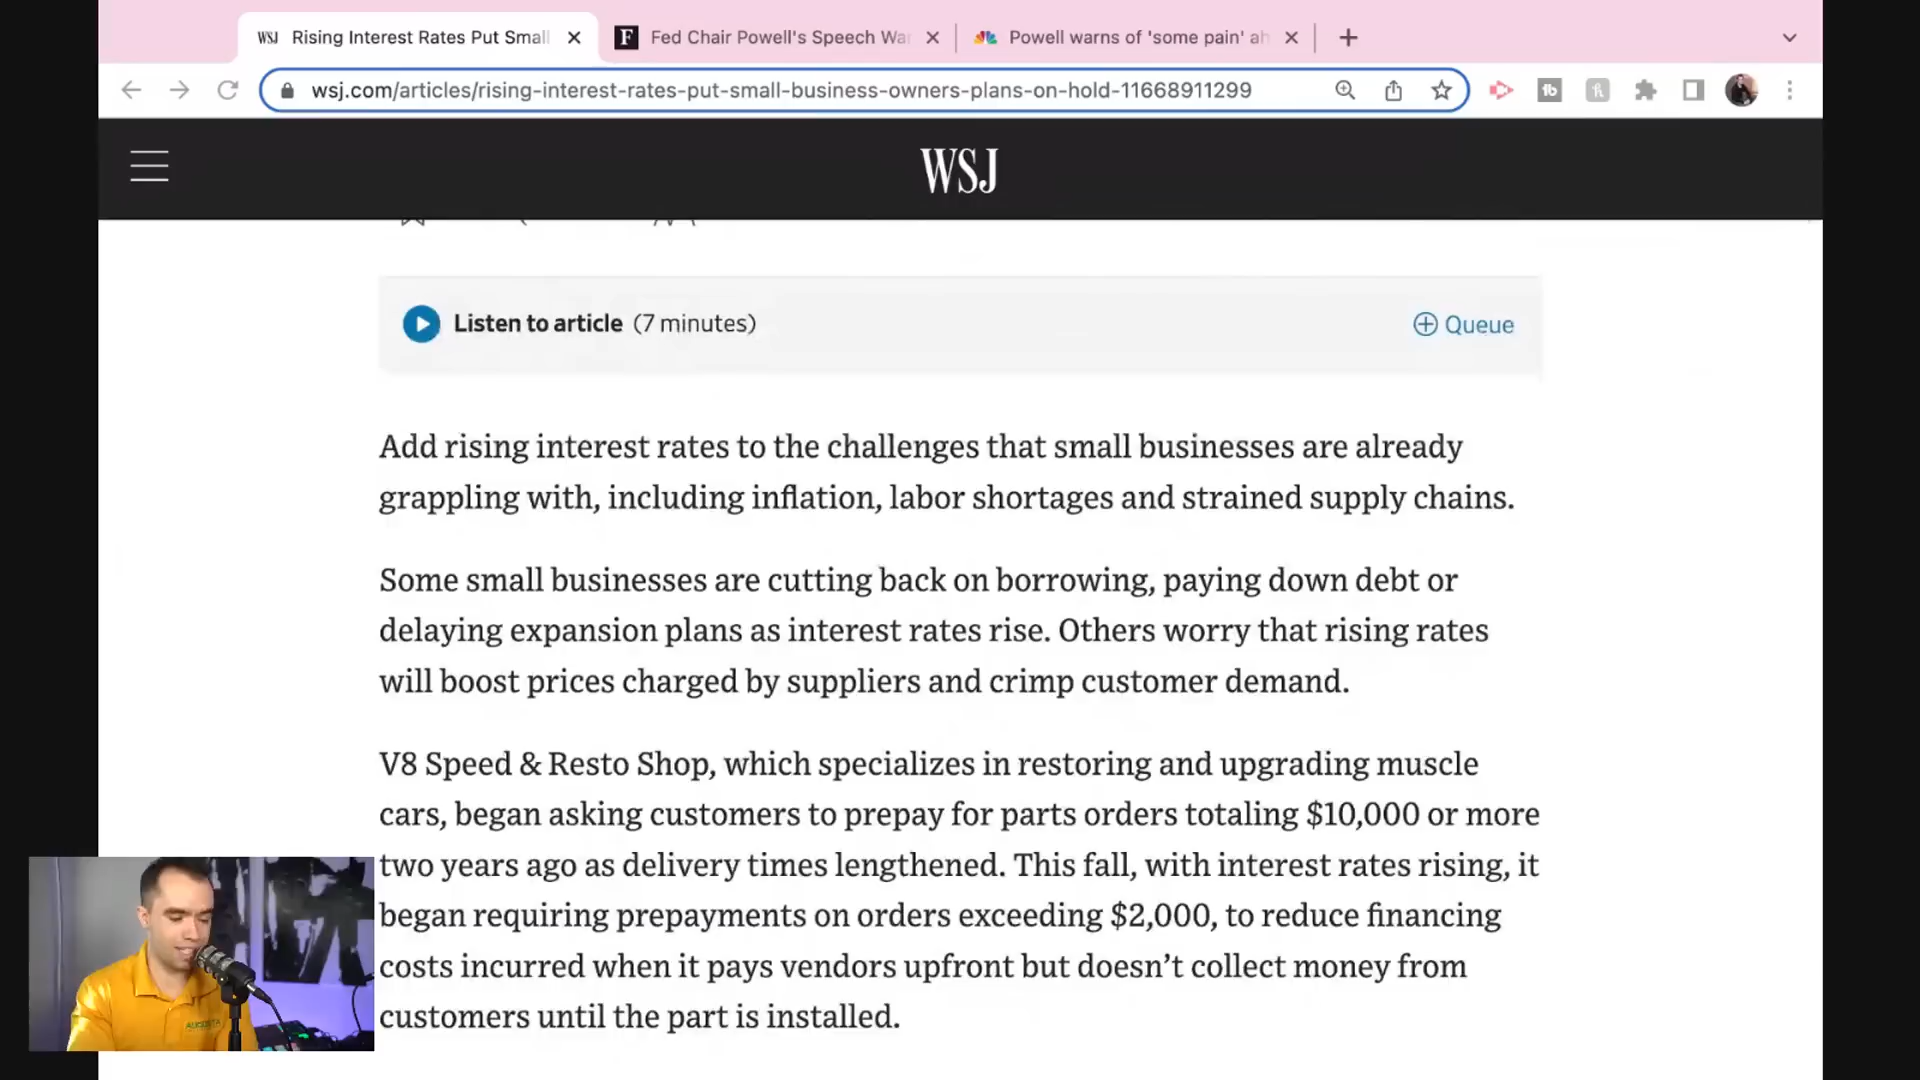 WSJ Rising Interest Rates Put Small
F Fed Chair Powell's Speech Wa
Powell warns of 'some pain' ah
wsj.com/articles/rising-interest-rates-put-small-business-owners-plans-on-hold-11668911299
WSJ
Listen to article (7 minutes)
Queue
Add rising interest rates to the challenges that small businesses are already
grappling with, including inflation, labor shortages and strained supply chains.
Some small businesses are cutting back on borrowing, paying down debt or
delaying expansion plans as interest rates rise. Others worry that rising rates
will boost prices charged by suppliers and crimp customer demand.
V8 Speed & Resto Shop, which specializes in restoring and upgrading muscle
cars, began asking customers to prepay for parts orders totaling $10,000 or more
two years ago as delivery times lengthened. This fall, with interest rates rising, it
began requiring prepayments on orders exceeding $2,000, to reduce financing
costs incurred when it pays vendors upfront but doesn’t collect money from
customers until the part is installed.